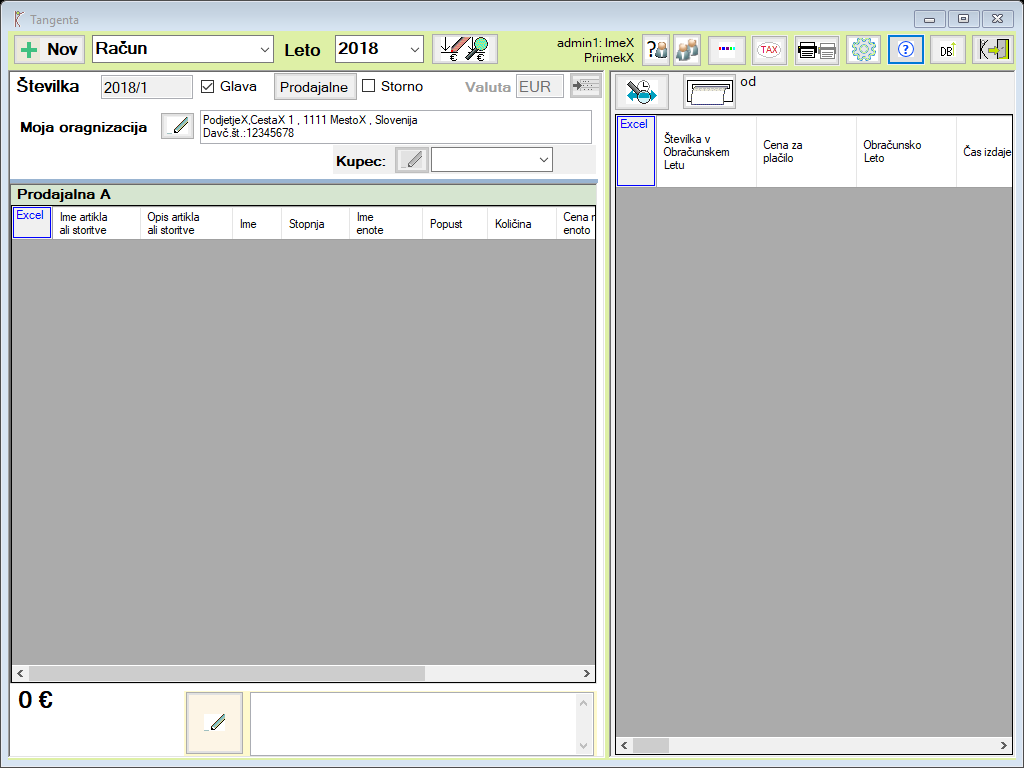 Tangenta
Nov
Račun
Leto
2018
€
€
admin1: ImeX
PriimekX
?
TAX
?
DB
Številka
2018/1
Glava
Prodajalne
Storno
Valuta
EUR
Moja oragnizacija
PodjetjeX,CestaX 1 , 1111 MestoX , Slovenija
Davč.št.:12345678
Kupec:
Prodajalna A
Excel
Ime artikla
ali storitve
Opis artikla
ali storitve
Ime
Stopnja
Ime
enote
Popust
Količina
Cena n
enoto
0 €
od
Excel
Številka v
Obračunskem
Letu
Cena za
plačilo
Obračunsko
Leto
Čas izdaje